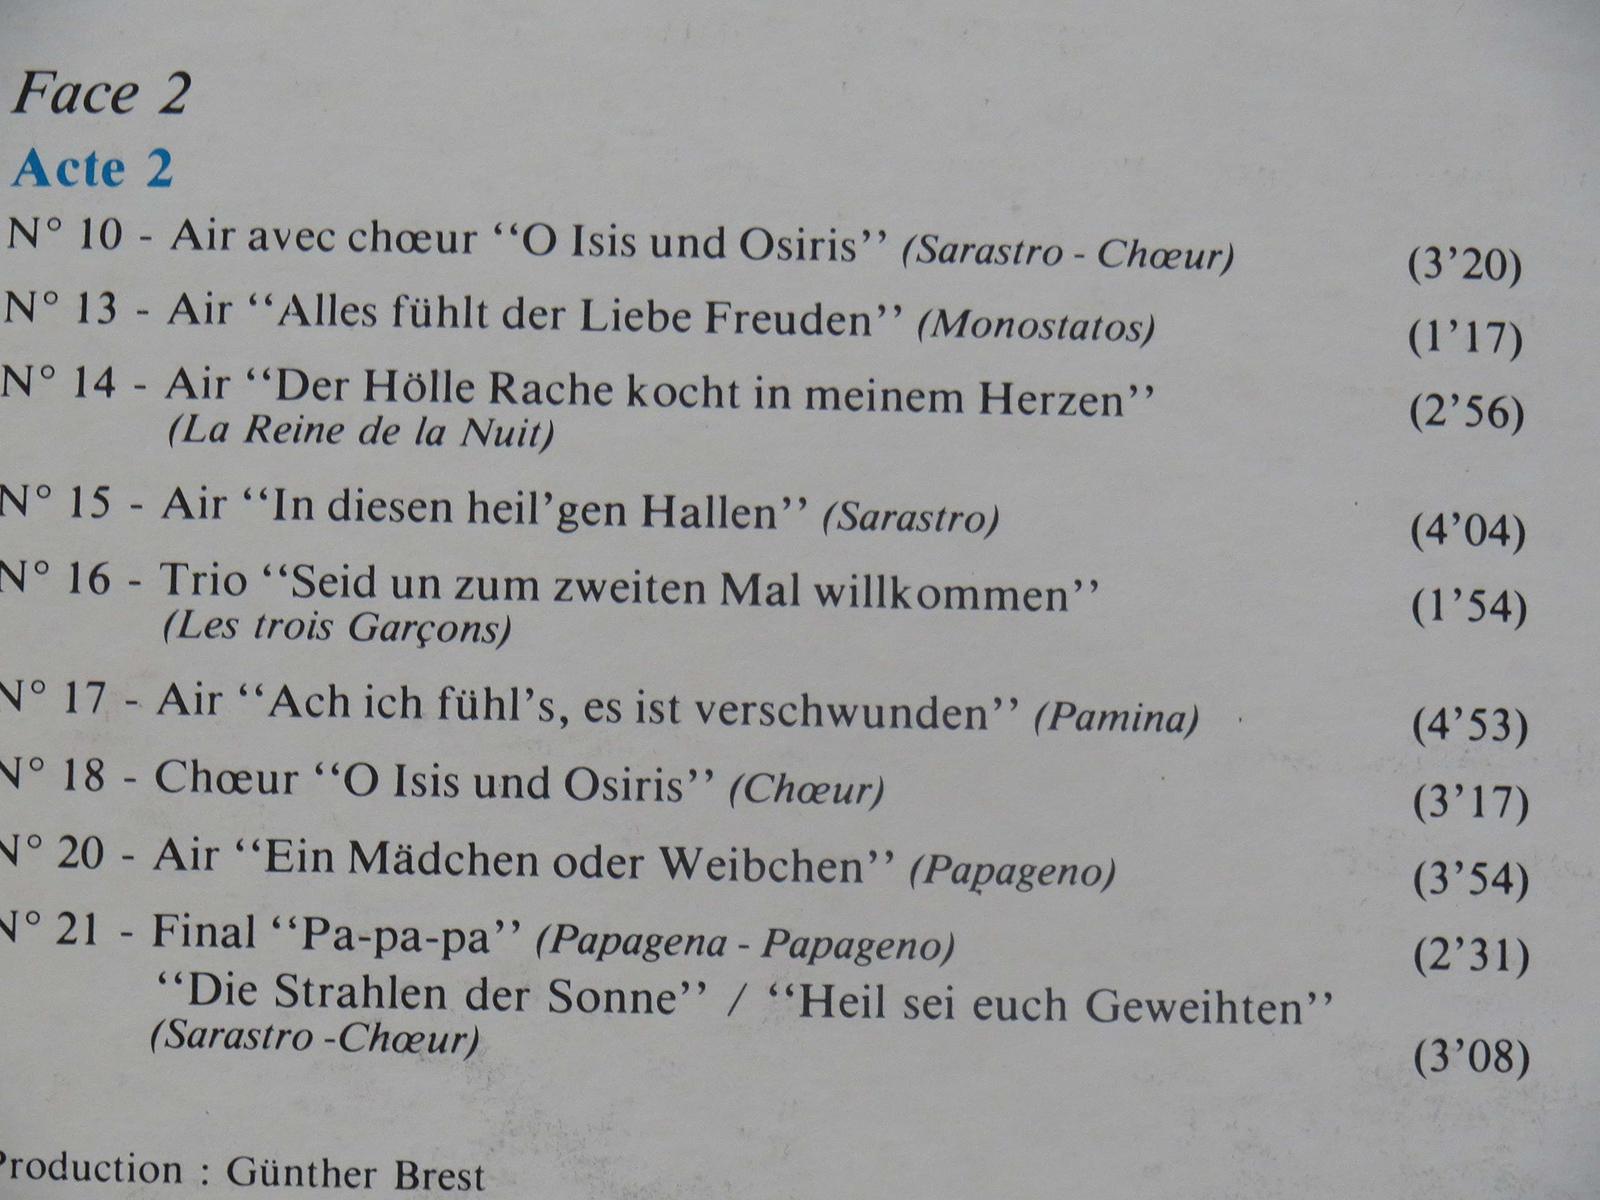 Face 2
Acte 2
N° 10 - Air avec chœur “O Isis und Osiris” (Sarastro - Chœur) (3’20)
N° 13 - Air “Alles fühlt der Liebe Freuden” (Monostatos) (1’17)
N° 14 - Air “Der Hölle Rache kocht in meinem Herzen” (2’56)
(La Reine de la Nuit)
N° 15 - Air “In diesen heil’gen Hallen” (Sarastro) (4’04)
N° 16 - Trio “Seid un zum zweiten Mal willkommen” (1’54)
(Les trois Garçons)
N° 17 - Air “Ach ich fühl’s, es ist verschwunden” (Pamina) (4’53)
N° 18 - Chœur “O Isis und Osiris” (Chœur) (3’17)
N° 20 - Air “Ein Mädchen oder Weibchen” (Papageno) (3’54)
N° 21 - Final “Pa-pa-pa” (Papagena - Papageno) (2’31)
“Die Strahlen der Sonne” / “Heil sei euch Geweihten”
(Sarastro -Chœur) (3’08)
Production : Günther Brest